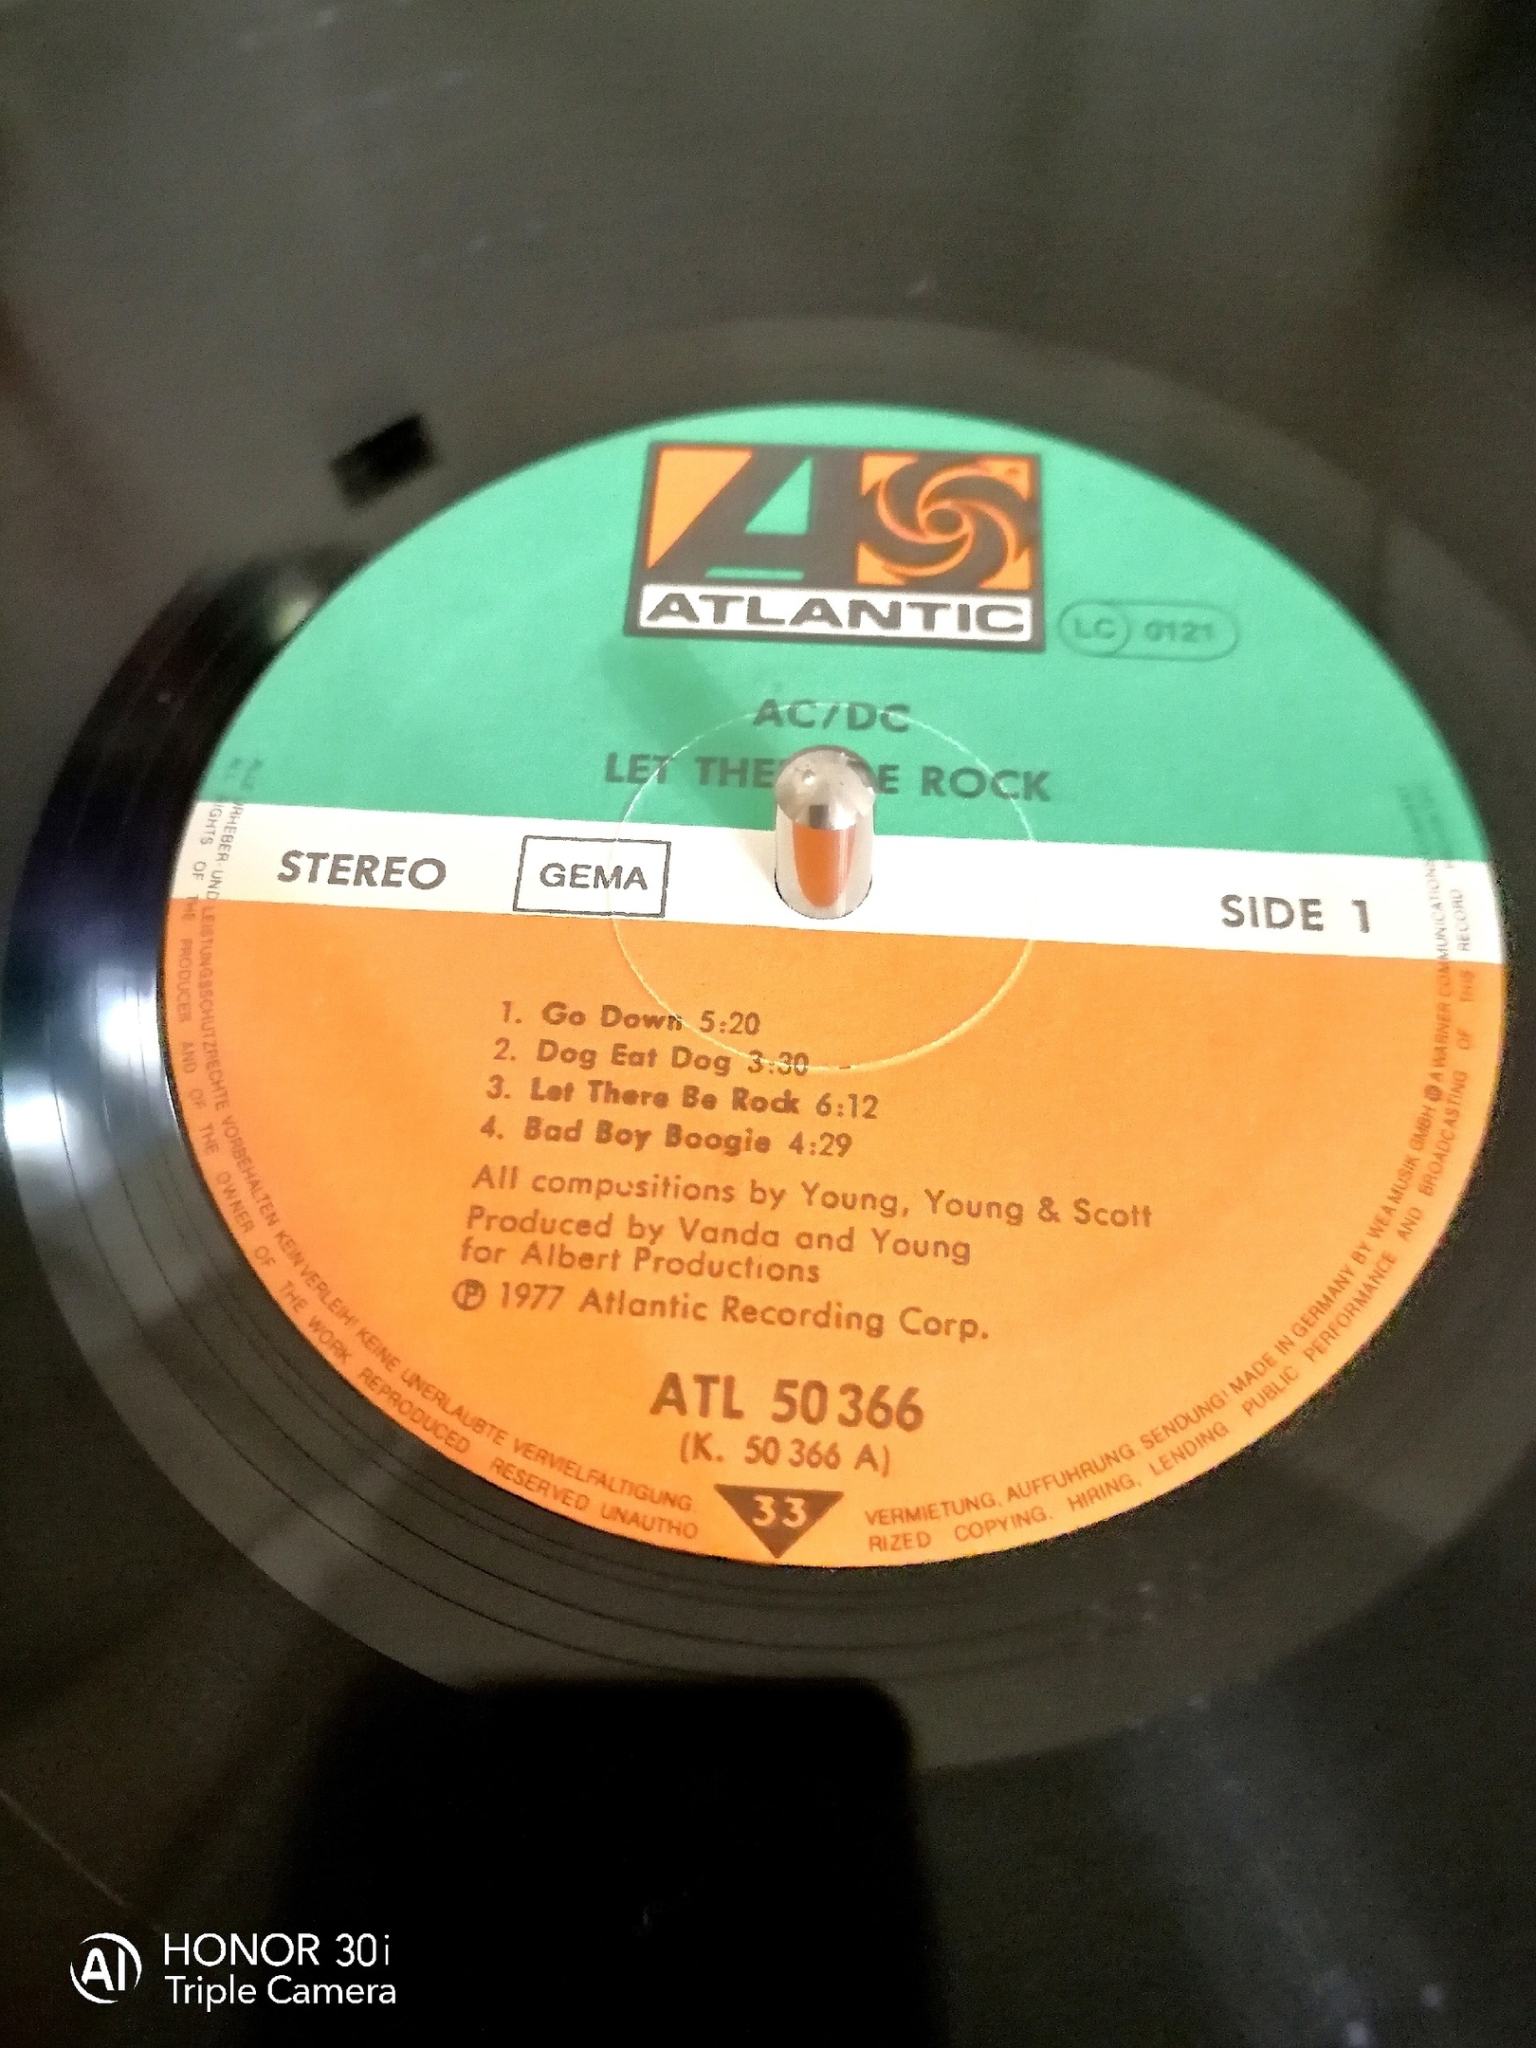 ATLANTIC
LC 0121
AC/DC
LET THE BE ROCK
STEREO
GEMA
SIDE 1
1. Go Down 5:20
2. Dog Eat Dog 3:30
3. Let There Be Rock 6:12
4. Bad Boy Boogie 4:29
All compositions by Young, Young & Scott
Produced by Vanda and Young
for Albert Productions
℗ 1977 Atlantic Recording Corp.
ATL 50 366
(K. 50 366 A)
33
URHEBER- UND LEISTUNGSSCHUTZRECHTE VORBEHALTEN KEIN VERLEIH! KEINE UNERLAUBTE VERVIELFÄLTIGUNG
VERMIETUNG, AUFFÜHRUNG, SENDUNG! MADE IN GERMANY BY WEA MUSIK GMBH A WARNER COMMUNICATIONS
RIGHTS OF THE PRODUCER AND OF THE OWNER OF THE WORK REPRODUCED RESERVED UNAUTHO
RIZED COPYING, HIRING, LENDING PUBLIC PERFORMANCE AND BROADCASTING OF THIS RECORD
AI HONOR 30i
Triple Camera